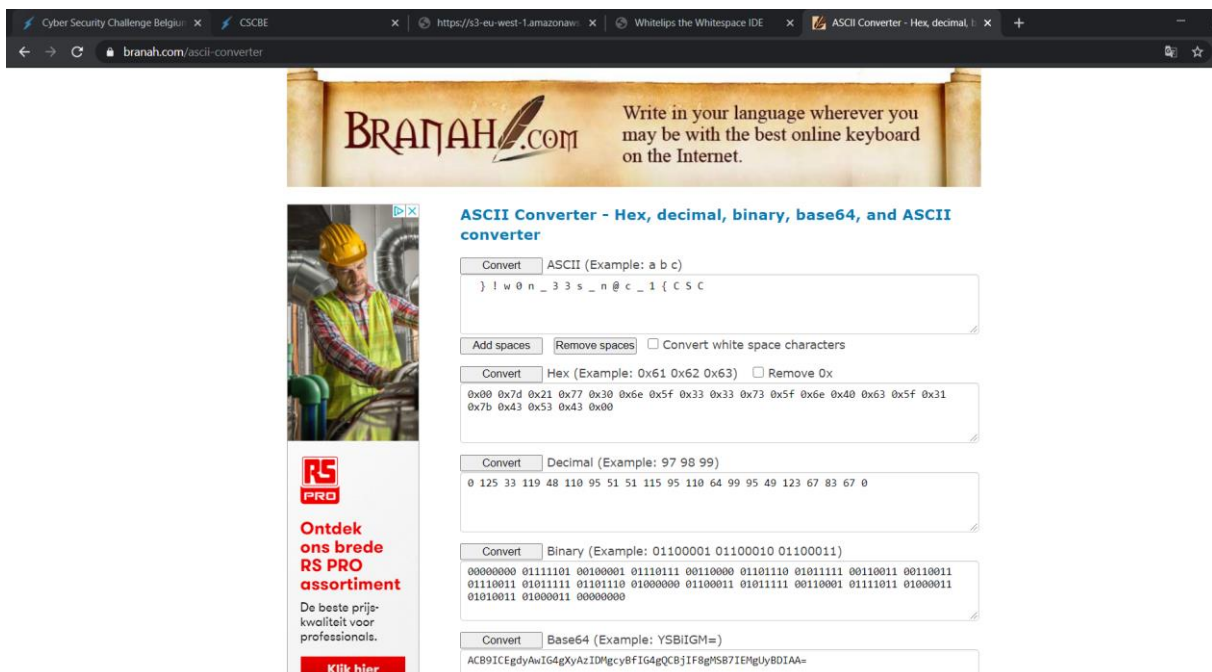 Cyber Security Challenge Belgium
CSCBE
https://s3-eu-west-1.amazonaws
Whitelips the Whitespace IDE
ASCII Converter - Hex, decimal, b
branah.com/ascii-converter
BRANAH.COM
Write in your language wherever you
may be with the best online keyboard
on the Internet.
ASCII Converter - Hex, decimal, binary, base64, and ASCII
converter
Convert ASCII (Example: a b c)
} ! w 0 n _ 3 3 s _ n @ c _ 1 { C S C
Add spaces Remove spaces Convert white space characters
Convert Hex (Example: 0x61 0x62 0x63) Remove 0x
0x00 0x7d 0x21 0x77 0x30 0x6e 0x5f 0x33 0x33 0x73 0x5f 0x6e 0x40 0x63 0x5f 0x31
0x7b 0x43 0x53 0x43 0x00
Convert Decimal (Example: 97 98 99)
0 125 33 119 48 110 95 51 51 115 95 110 64 99 95 49 123 67 83 67 0
Convert Binary (Example: 01100001 01100010 01100011)
00000000 01111101 00100001 01110111 00110000 01101110 01011111 00110011 00110011
01110011 01011111 01101110 01000000 01100011 01011111 00110001 01111011 01000011
01010011 01000011 00000000
Convert Base64 (Example: YSBiIGM=)
ACB9ICEgdyAwIG4gXyAzIDMgcyBfIG4gQCBjIF8gMSB7IEMgUyBDIAA=
RS
PRO
Ontdek
ons brede
RS PRO
assortiment
De beste prijs-
kwaliteit voor
professionals.
Klik hier